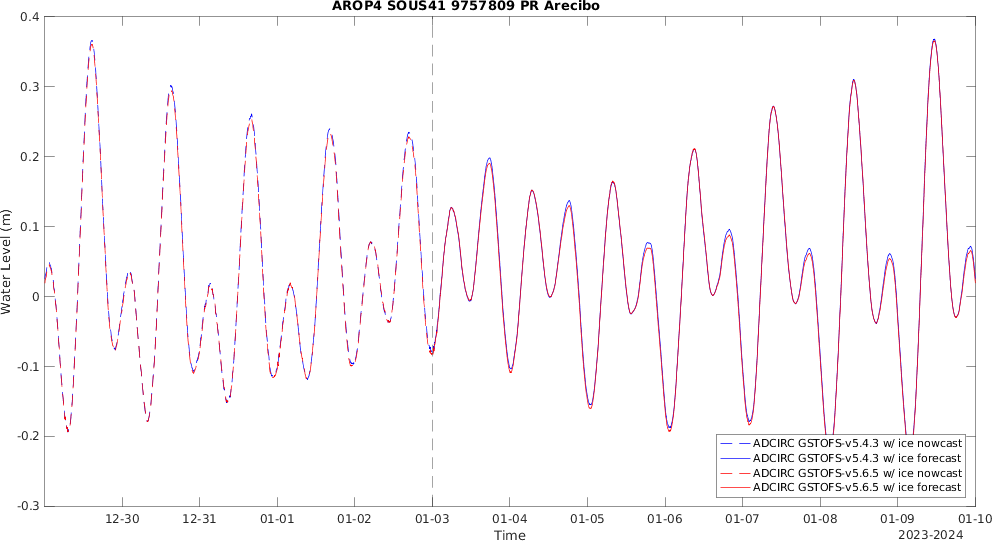 AROP4 SOUS41 9757809 PR Arecibo
0.4
0.3
0.2
0.1
0
-0.1
-0.2
-0.3
Water Level (m)
ADCIRC GSTOFS-v5.4.3 w/ ice nowcast
ADCIRC GSTOFS-v5.4.3 w/ ice forecast
ADCIRC GSTOFS-v5.6.5 w/ ice nowcast
ADCIRC GSTOFS-v5.6.5 w/ ice forecast
12-30 12-31 01-01 01-02 01-03 01-04 01-05 01-06 01-07 01-08 01-09 01-10
Time
2023-2024